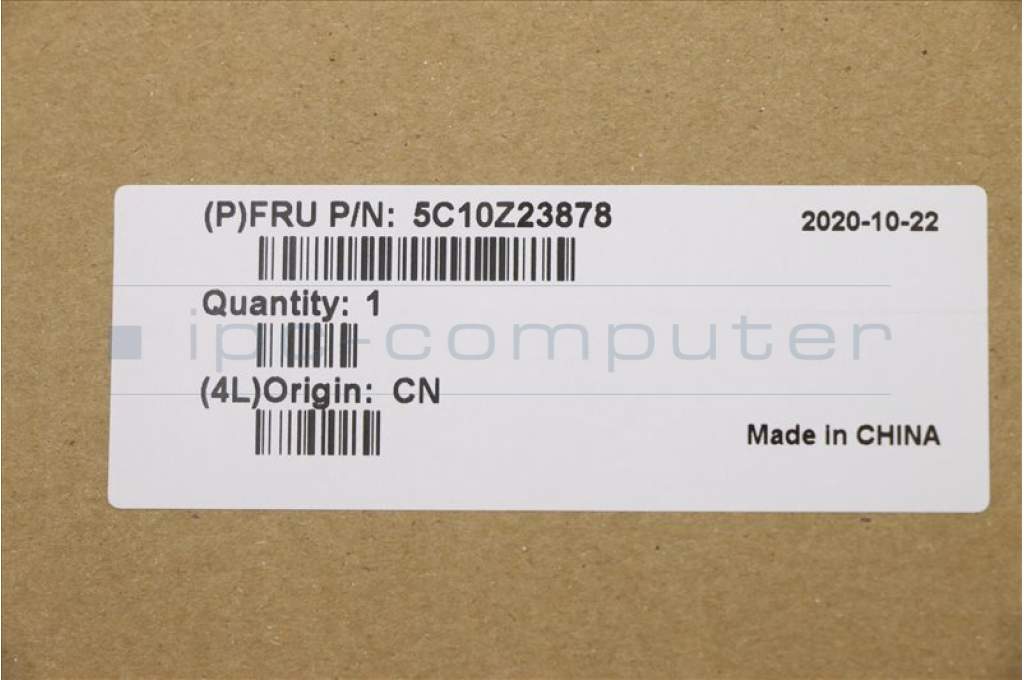 (P)FRU P/N: 5C10Z23878
2020-10-22
Quantity: 1
ipc-computer
(4L)Origin: CN
Made in CHINA